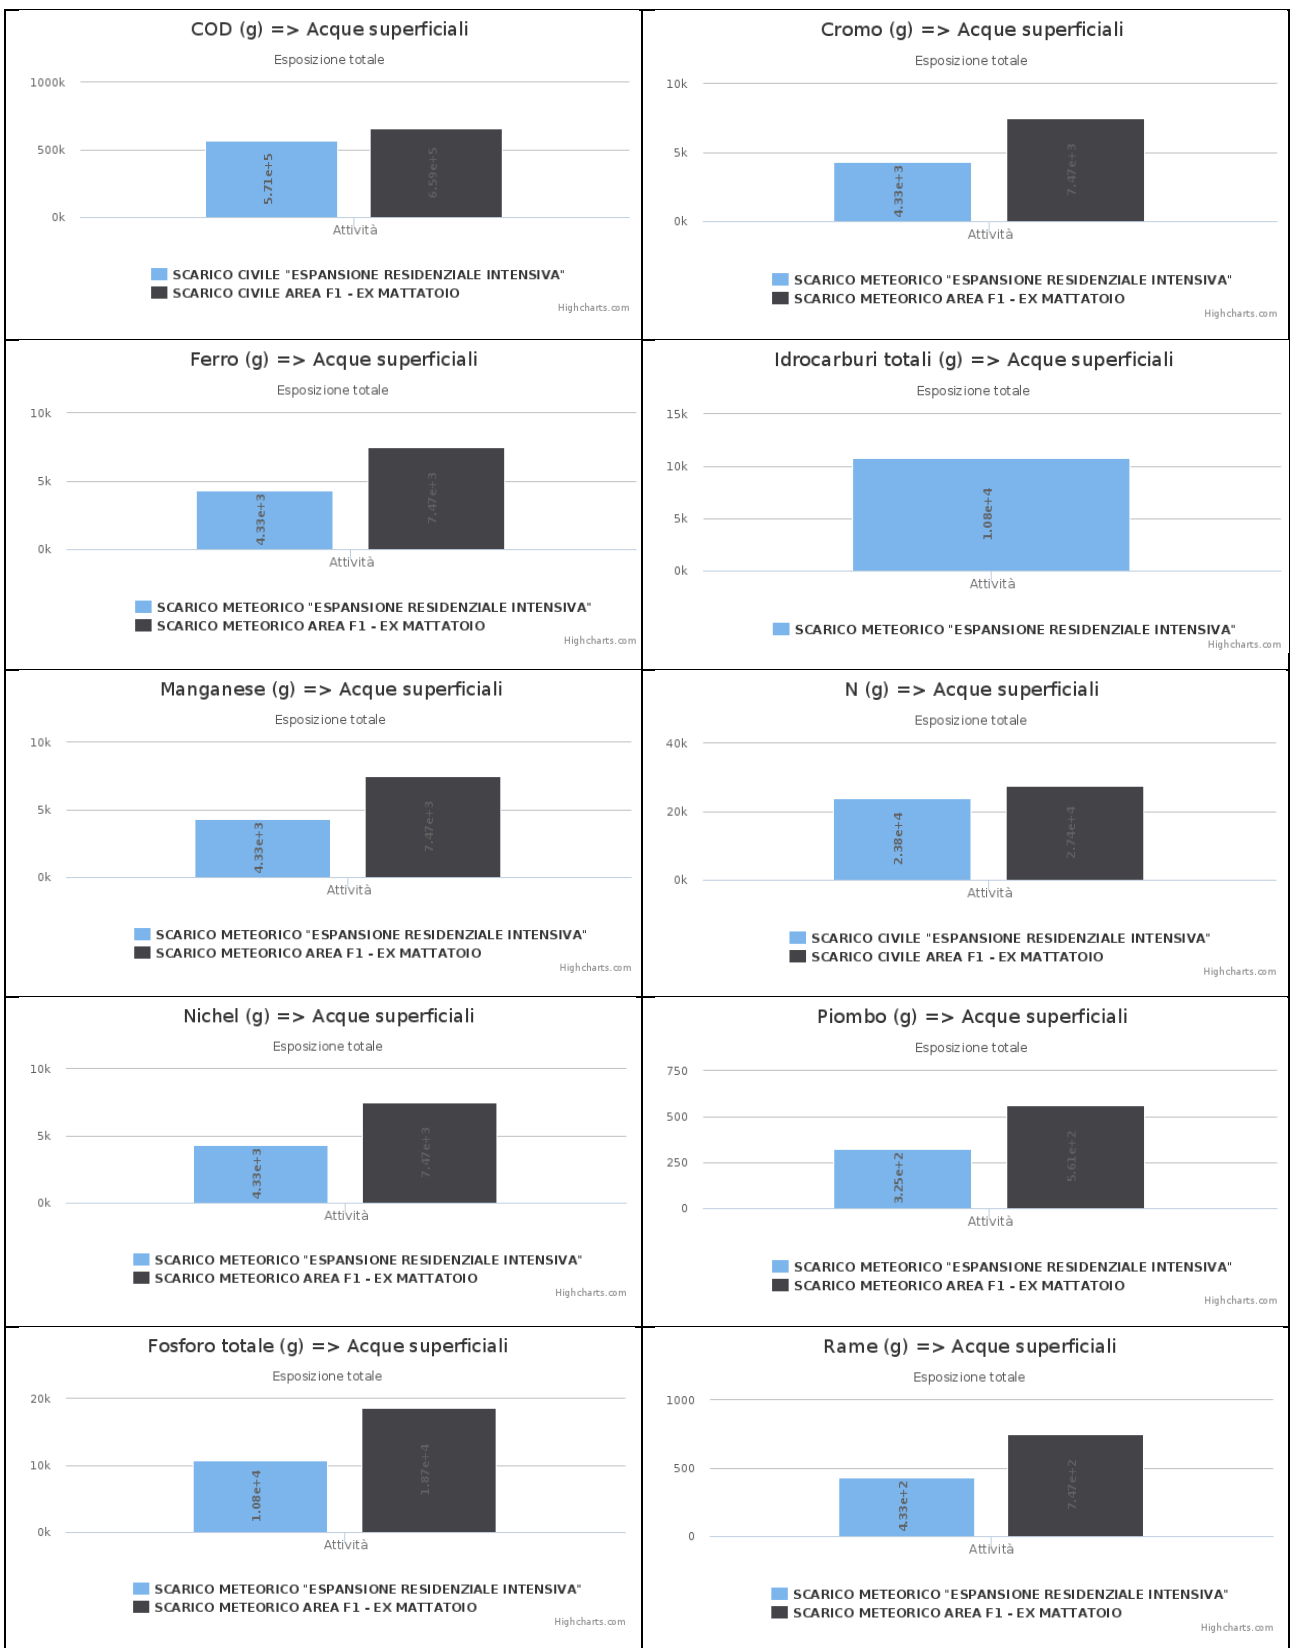 COD (g) => Acque superficiali
Esposizione totale
1000k
500k
0k
5.71e+5
6.59e+5
Attività
SCARICO CIVILE "ESPANSIONE RESIDENZIALE INTENSIVA"
SCARICO CIVILE AREA F1 - EX MATTATOIO
Highcharts.com
Cromo (g) => Acque superficiali
Esposizione totale
10k
5k
0k
4.33e+3
7.47e+3
Attività
SCARICO METEORICO "ESPANSIONE RESIDENZIALE INTENSIVA"
SCARICO METEORICO AREA F1 - EX MATTATOIO
Highcharts.com
Ferro (g) => Acque superficiali
Esposizione totale
10k
5k
0k
4.33e+3
7.47e+3
Attività
SCARICO METEORICO "ESPANSIONE RESIDENZIALE INTENSIVA"
SCARICO METEORICO AREA F1 - EX MATTATOIO
Highcharts.com
Idrocarburi totali (g) => Acque superficiali
Esposizione totale
15k
10k
5k
0k
1.08e+4
Attività
SCARICO METEORICO "ESPANSIONE RESIDENZIALE INTENSIVA"
Highcharts.com
Manganese (g) => Acque superficiali
Esposizione totale
10k
5k
0k
4.33e+3
7.47e+3
Attività
SCARICO METEORICO "ESPANSIONE RESIDENZIALE INTENSIVA"
SCARICO METEORICO AREA F1 - EX MATTATOIO
Highcharts.com
N (g) => Acque superficiali
Esposizione totale
40k
20k
0k
2.38e+4
2.74e+4
Attività
SCARICO CIVILE "ESPANSIONE RESIDENZIALE INTENSIVA"
SCARICO CIVILE AREA F1 - EX MATTATOIO
Highcharts.com
Nichel (g) => Acque superficiali
Esposizione totale
10k
5k
0k
4.33e+3
7.47e+3
Attività
SCARICO METEORICO "ESPANSIONE RESIDENZIALE INTENSIVA"
SCARICO METEORICO AREA F1 - EX MATTATOIO
Highcharts.com
Piombo (g) => Acque superficiali
Esposizione totale
750
500
250
0
3.25e+2
5.61e+2
Attività
SCARICO METEORICO "ESPANSIONE RESIDENZIALE INTENSIVA"
SCARICO METEORICO AREA F1 - EX MATTATOIO
Highcharts.com
Fosforo totale (g) => Acque superficiali
Esposizione totale
20k
10k
0k
1.08e+4
1.87e+4
Attività
SCARICO METEORICO "ESPANSIONE RESIDENZIALE INTENSIVA"
SCARICO METEORICO AREA F1 - EX MATTATOIO
Highcharts.com
Rame (g) => Acque superficiali
Esposizione totale
1000
500
0
4.33e+2
7.47e+2
Attività
SCARICO METEORICO "ESPANSIONE RESIDENZIALE INTENSIVA"
SCARICO METEORICO AREA F1 - EX MATTATOIO
Highcharts.com